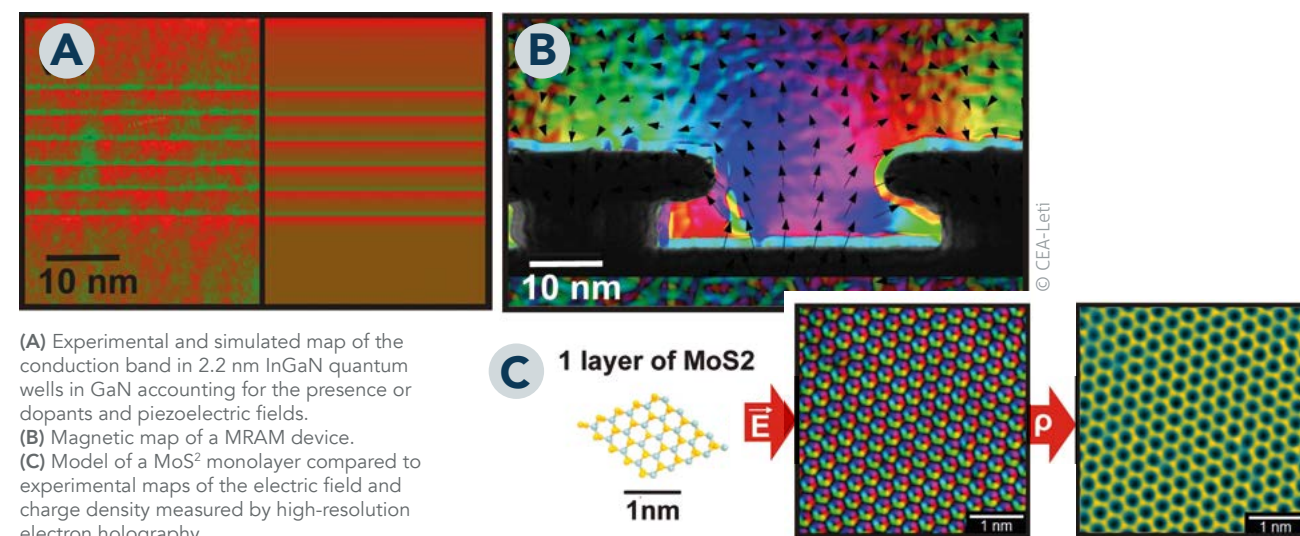 A
10 nm
B
10 nm
© CEA-Leti
(A) Experimental and simulated map of the
conduction band in 2.2 nm InGaN quantum
wells in GaN accounting for the presence or
dopants and piezoelectric fields.
(B) Magnetic map of a MRAM device.
(C) Model of a MoS² monolayer compared to
experimental maps of the electric field and
charge density measured by high-resolution
electron holography
C
1 layer of MoS2
1nm
E
1 nm
ρ
1 nm